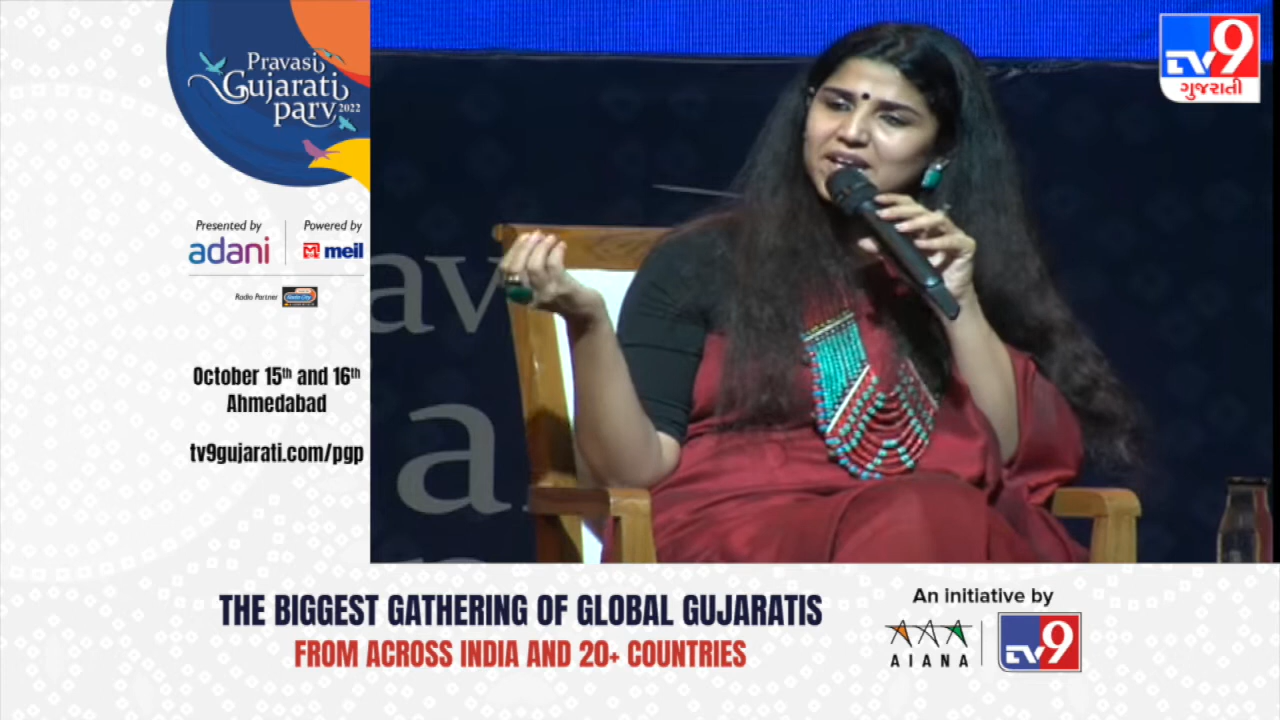 Pravasi
Gujarati
parv 2022
Presented by
adani
Powered by
meil
Radio Partner
October 15th and 16th
Ahmedabad
tv9gujarati.com/pgp
TV9
ગુજરાતી
av
a
THE BIGGEST GATHERING OF GLOBAL GUJARATIS
FROM ACROSS INDIA AND 20+ COUNTRIES
An initiative by
AIANA
TV9